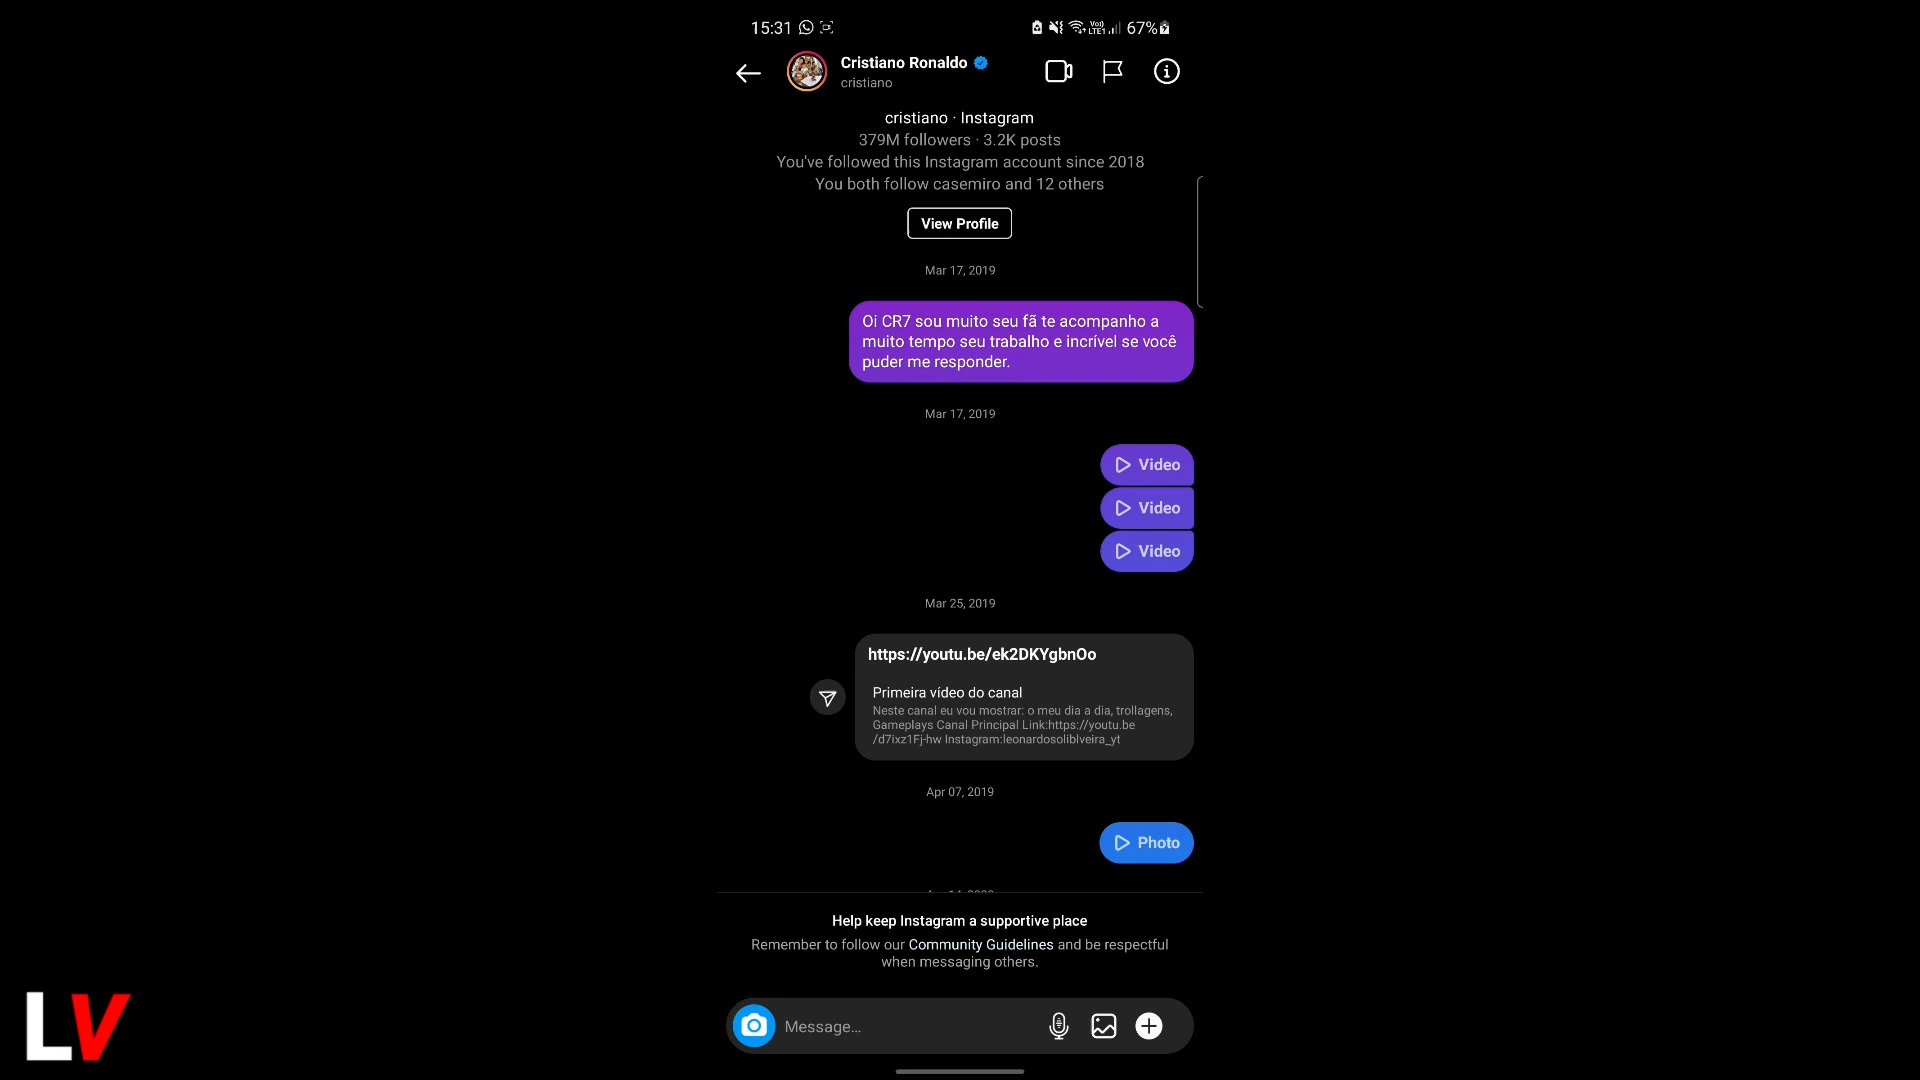 15:31
Vo)) LTE1 67%
Cristiano Ronaldo
cristiano
cristiano · Instagram
379M followers · 3.2K posts
You've followed this Instagram account since 2018
You both follow casemiro and 12 others
View Profile
Mar 17, 2019
Oi CR7 sou muito seu fã te acompanho a
muito tempo seu trabalho e incrível se você
puder me responder.
Mar 17, 2019
Video
Video
Video
Mar 25, 2019
https://youtu.be/ek2DKYgbnOo
Primeira vídeo do canal
Neste canal eu vou mostrar: o meu dia a dia, trollagens,
Gameplays Canal Principal Link:https://youtu.be
/d7ixz1Fj-hw Instagram:leonardosoliblveira_yt
Apr 07, 2019
Photo
Help keep Instagram a supportive place
Remember to follow our Community Guidelines and be respectful
when messaging others.
Message...
LV